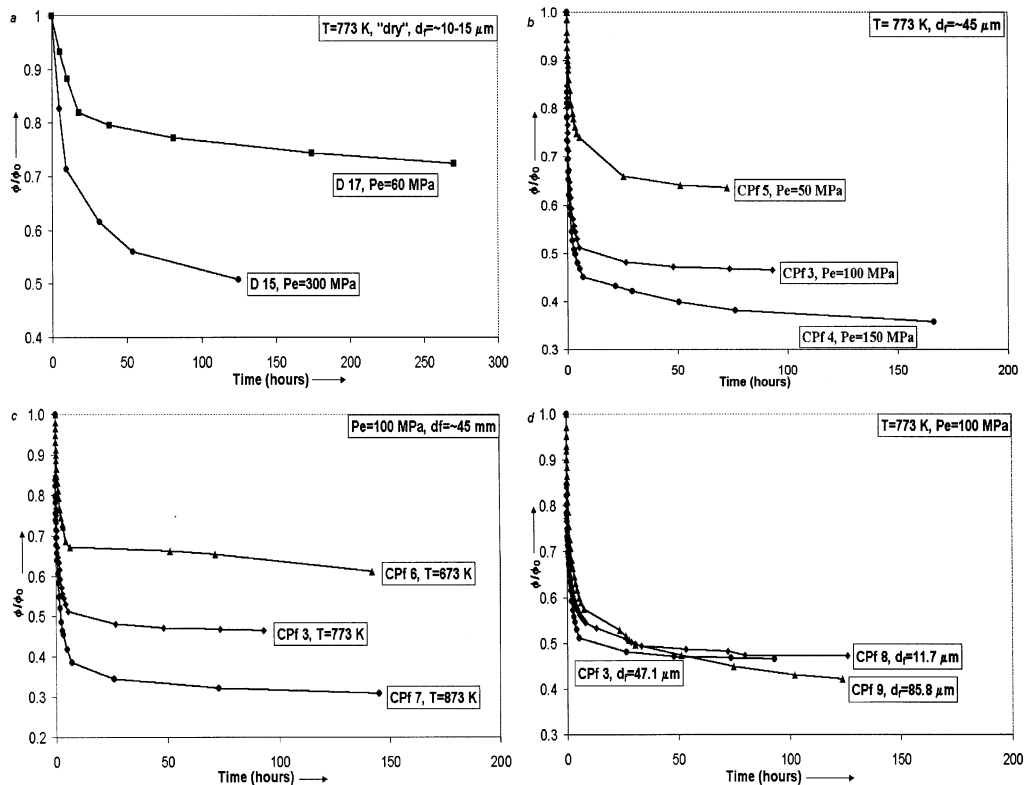 a
T=773 K, "dry", df=~10-15 µm
1
0.9
0.8
0.7
0.6
0.5
0.4
ϕ/ϕo
D 17, Pe=60 MPa
D 15, Pe=300 MPa
0 50 100 150 200 250 300
Time (hours)
b
T= 773 K, df=~45 µm
1.0
0.9
0.8
0.7
0.6
0.5
0.4
0.3
ϕ/ϕo
CPf 5, Pe=50 MPa
CPf 3, Pe=100 MPa
CPf 4, Pe=150 MPa
0 50 100 150 200
Time (hours)
c
Pe=100 MPa, df=~45 mm
1.0
0.9
0.8
0.7
0.6
0.5
0.4
0.3
0.2
ϕ/ϕo
CPf 6, T=673 K
CPf 3, T=773 K
CPf 7, T=873 K
0 50 100 150 200
Time (hours)
d
T=773 K, Pe=100 MPa
1.0
0.9
0.8
0.7
0.6
0.5
0.4
0.3
ϕ/ϕo
CPf 8, df=11.7 µm
CPf 3, df=47.1 µm
CPf 9, df=85.8 µm
0 50 100 150 200
Time (hours)